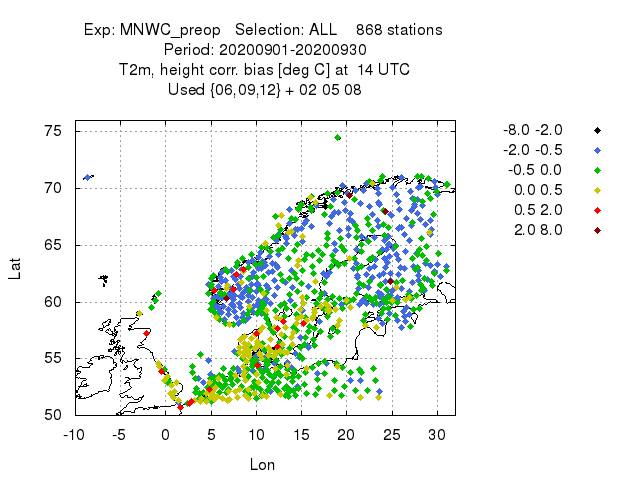 Exp: MNWC_preop   Selection: ALL    868 stations
Period: 20200901-20200930
T2m, height corr. bias [deg C] at  14 UTC
Used {06,09,12} + 02 05 08
-8.0 -2.0
-2.0 -0.5
-0.5 0.0
0.0 0.5
0.5 2.0
2.0 8.0
75
70
65
60
55
50
Lat
-10 -5 0 5 10 15 20 25 30
Lon